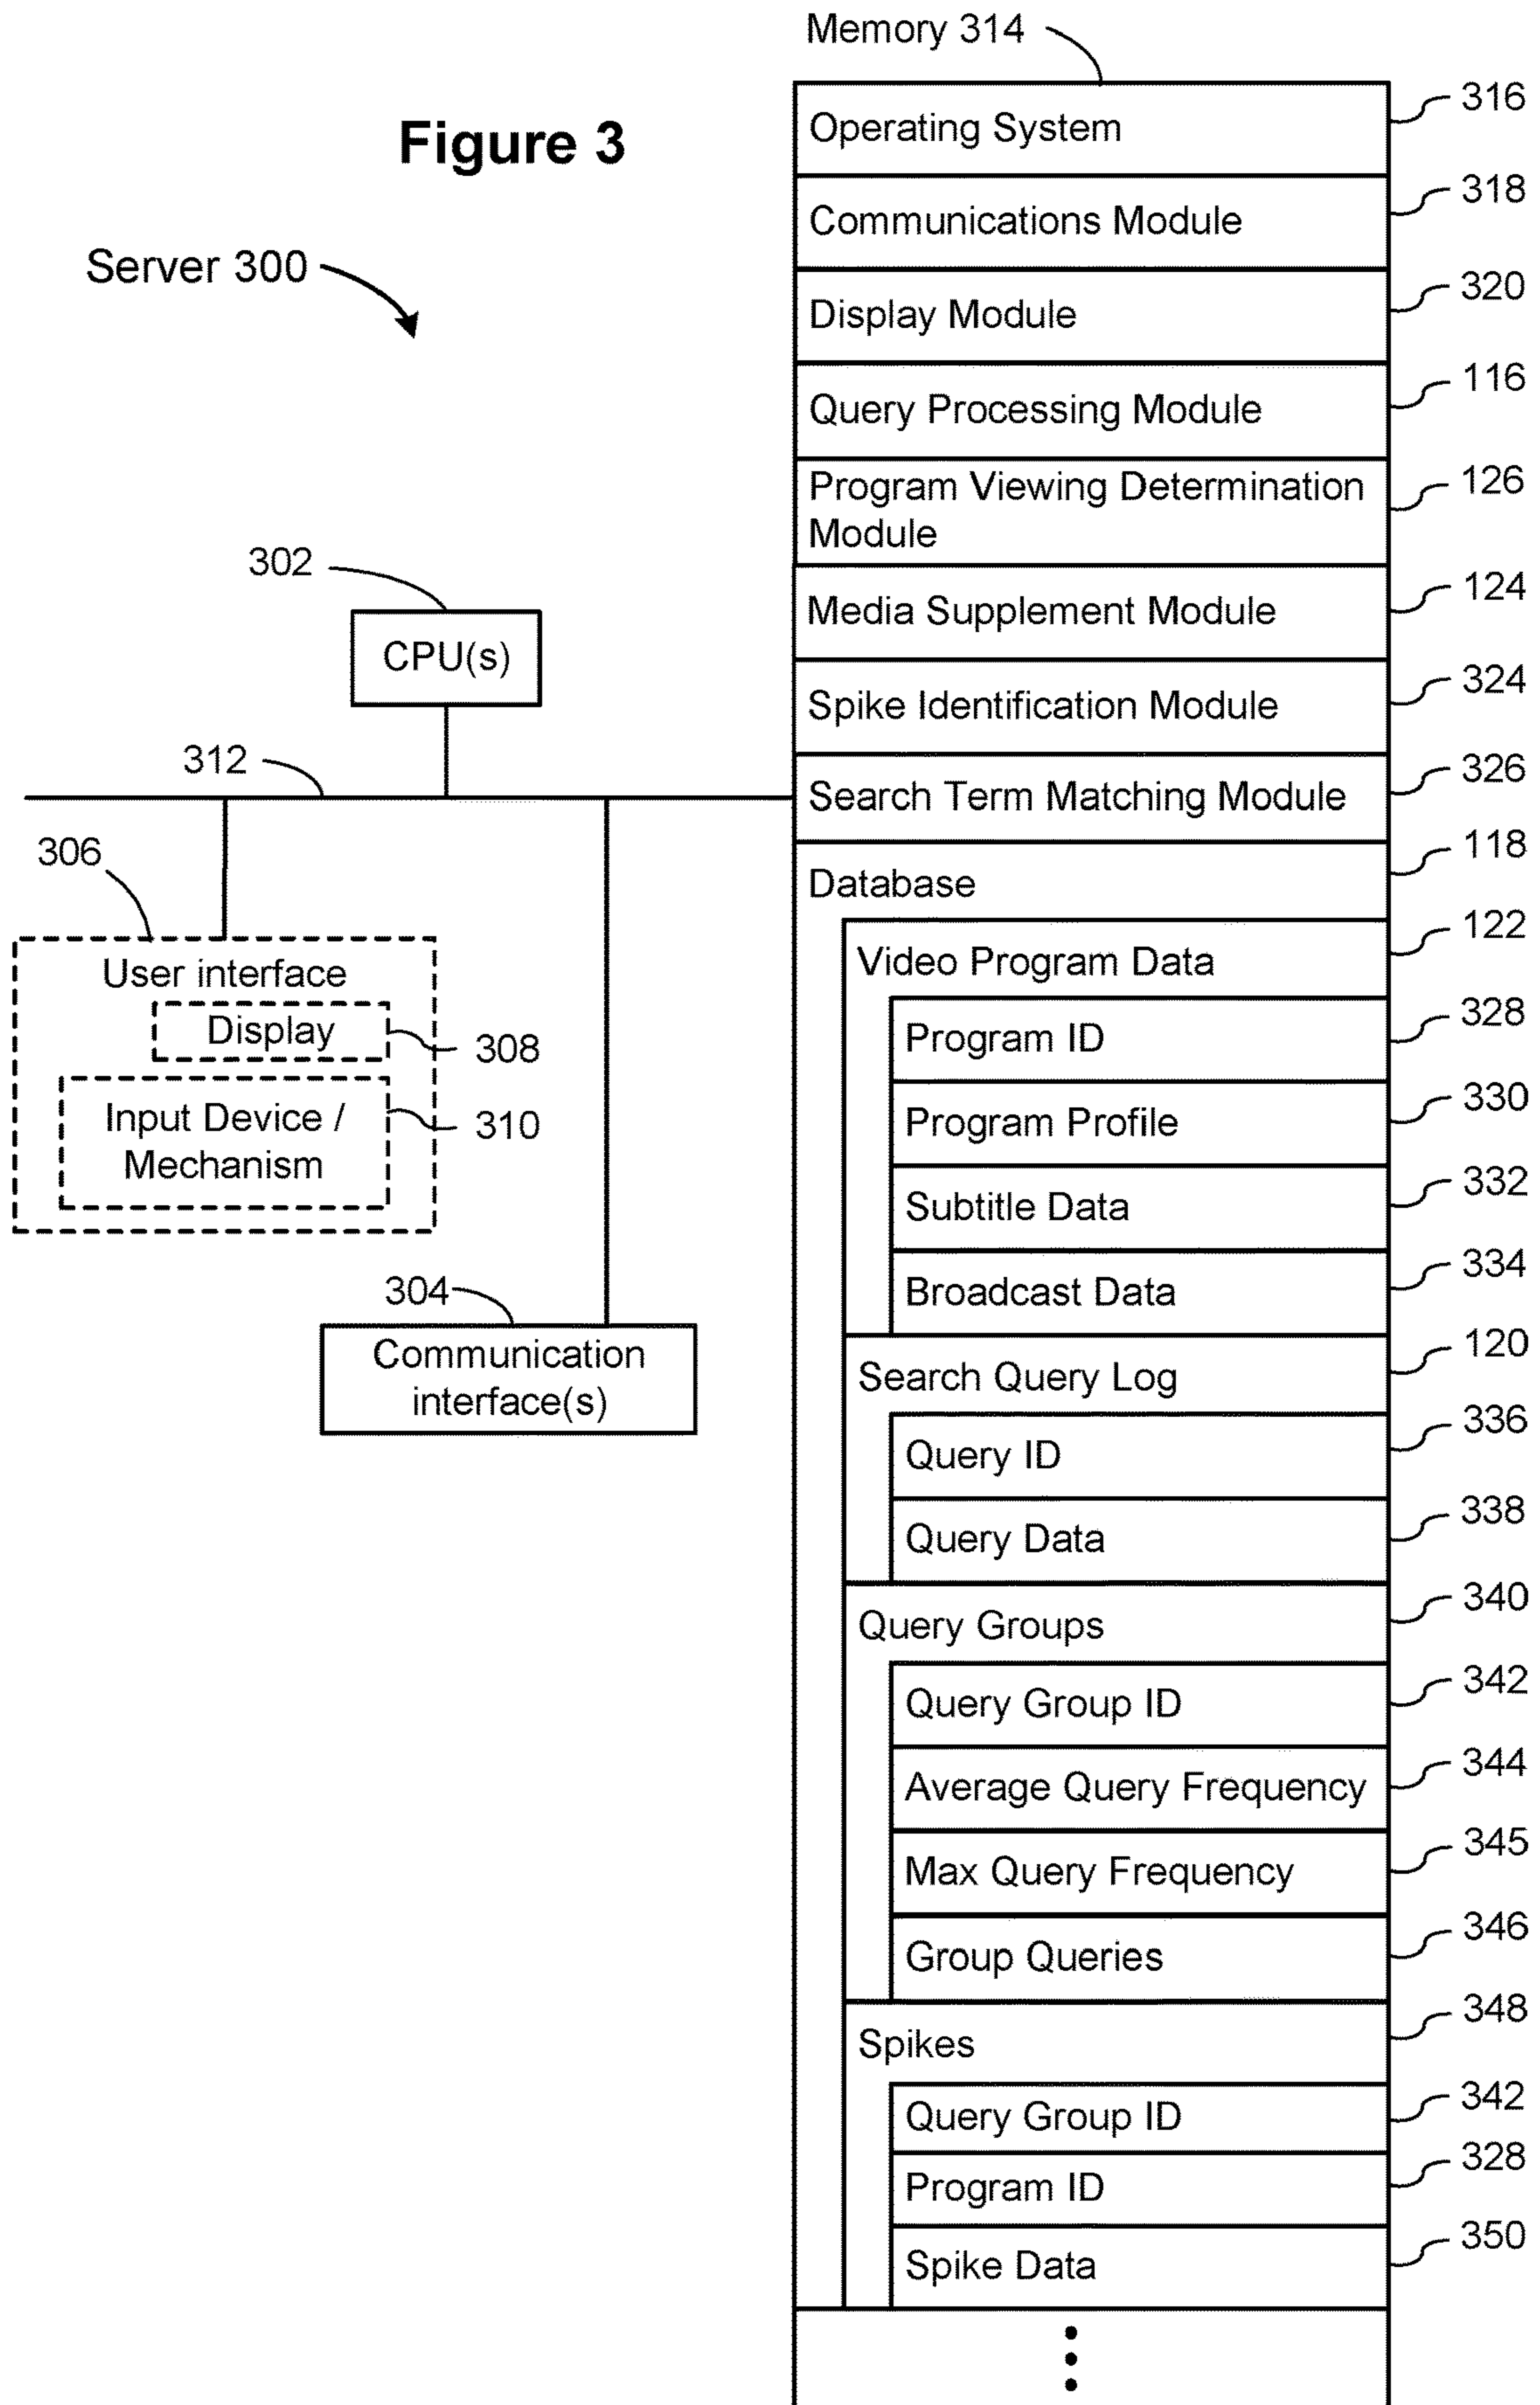 Memory 314
Figure 3
Server 300
Operating System 316
Communications Module 318
Display Module 320
Query Processing Module 116
Program Viewing Determination 126
Module
Media Supplement Module 124
Spike Identification Module 324
Search Term Matching Module 326
Database 118
Video Program Data 122
Program ID 328
Program Profile 330
Subtitle Data 332
Broadcast Data 334
Search Query Log 120
Query ID 336
Query Data 338
Query Groups 340
Query Group ID 342
Average Query Frequency 344
Max Query Frequency 345
Group Queries 346
Spikes 348
Query Group ID 342
Program ID 328
Spike Data 350
302
CPU(s)
312
306
User interface
Display 308
Input Device / 310
Mechanism
304
Communication
interface(s)